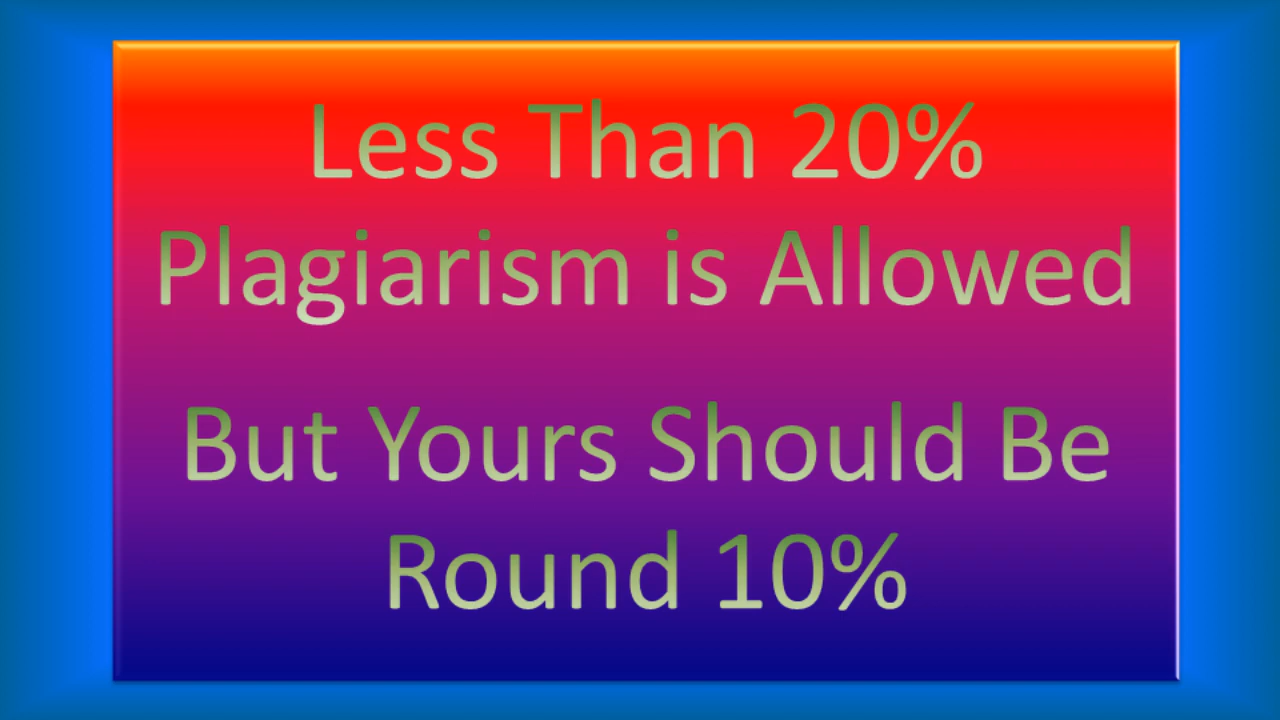 Less Than 20%
Plagiarism is Allowed
But Yours Should Be
Round 10%